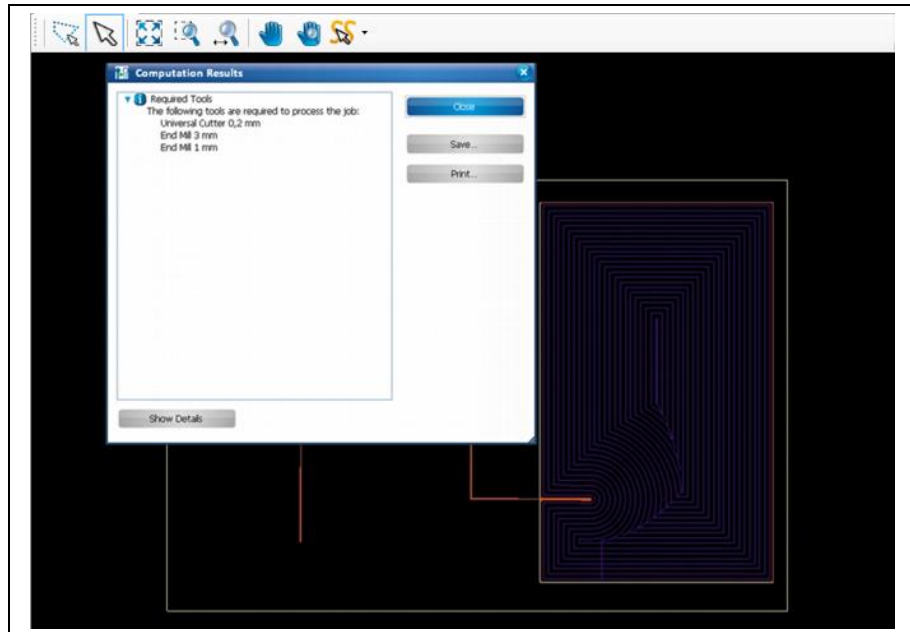 Computation Results
Required Tools
The following tools are required to process the job:
Universal Cutter 0,2 mm
End Mill 3 mm
End Mill 1 mm
Close
Save...
Print...
Show Details